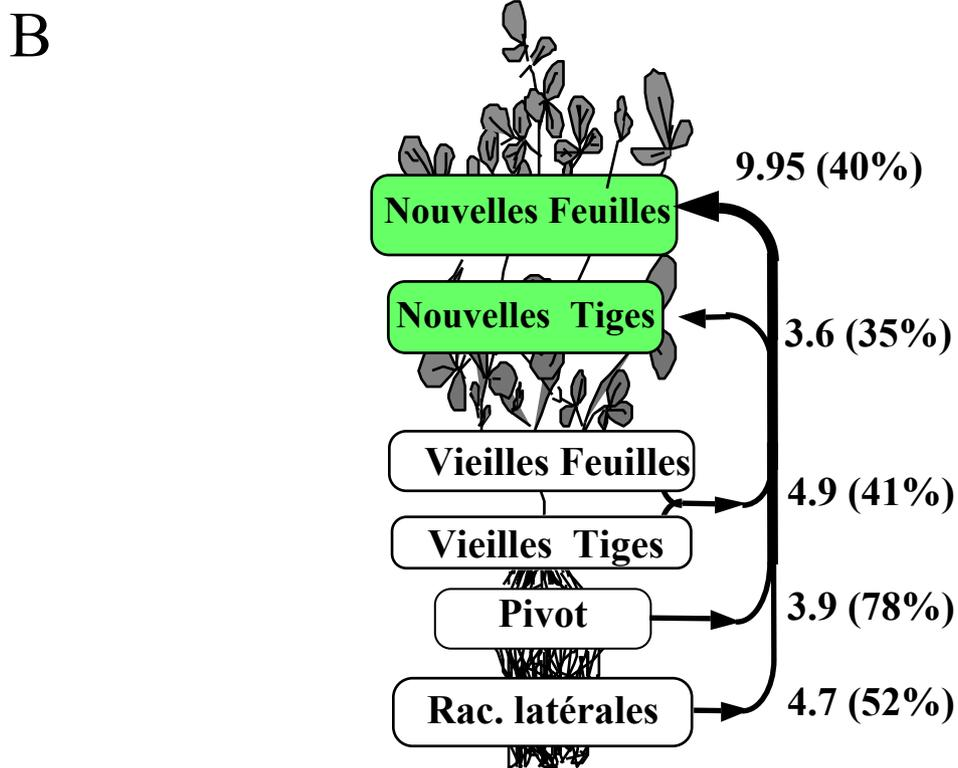 B
9.95 (40%)
Nouvelles Feuilles
Nouvelles Tiges
3.6 (35%)
Vieilles Feuilles
4.9 (41%)
Vieilles Tiges
Pivot
3.9 (78%)
Rac. latérales
4.7 (52%)